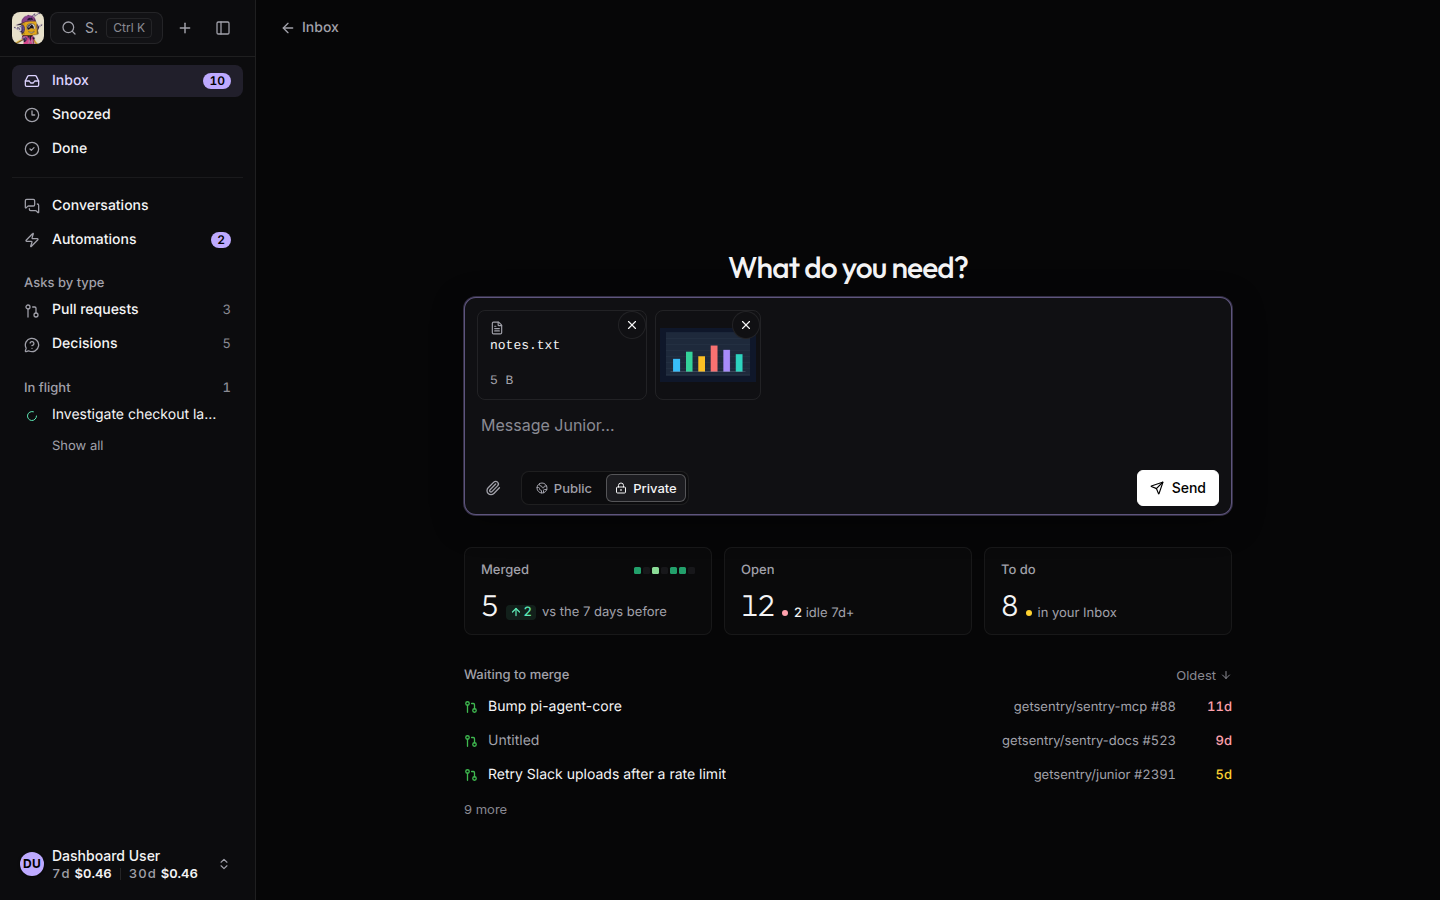 S. Ctrl K
Inbox 10
Snoozed
Done
Conversations
Automations 2
Asks by type
Pull requests 3
Decisions 5
In flight 1
Investigate checkout la...
Show all
DU Dashboard User
7d $0.46 30d $0.46
Inbox
What do you need?
notes.txt
5 B
Message Junior...
Public Private Send
Merged
5 2 vs the 7 days before
Open
12 2 idle 7d+
To do
8 in your Inbox
Waiting to merge Oldest
Bump pi-agent-core getsentry/sentry-mcp #88 11d
Untitled getsentry/sentry-docs #523 9d
Retry Slack uploads after a rate limit getsentry/junior #2391 5d
9 more